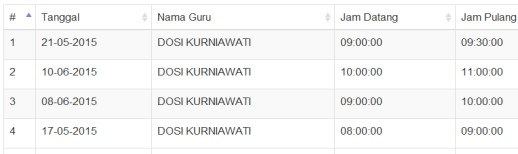 # Tanggal Nama Guru Jam Datang Jam Pulang
1 21-05-2015 DOSI KURNIAWATI 09:00:00 09:30:00
2 10-06-2015 DOSI KURNIAWATI 10:00:00 11:00:00
3 08-06-2015 DOSI KURNIAWATI 09:00:00 10:00:00
4 17-05-2015 DOSI KURNIAWATI 08:00:00 09:00:00